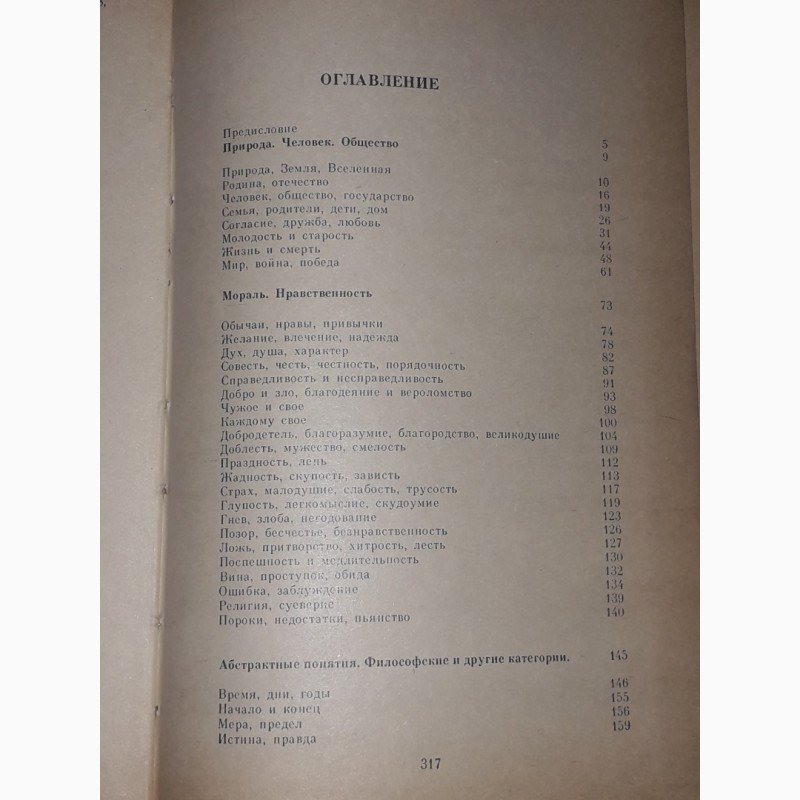 ОГЛАВЛЕНИЕ
Предисловие 5
Природа. Человек. Общество 9
Природа, Земля, Вселенная 10
Родина, отечество 16
Человек, общество, государство 19
Семья, родители, дети, дом 26
Согласие, дружба, любовь 31
Молодость и старость 44
Жизнь и смерть 48
Мир, война, победа 61
Мораль. Нравственность 73
Обычаи, нравы, привычки 74
Желание, влечение, надежда 78
Дух, душа, характер 82
Совесть, честь, честность, порядочность 87
Справедливость и несправедливость 91
Добро и зло, благодеяние и вероломство 93
Чужое и свое 98
Каждому свое 100
Добродетель, благоразумие, благородство, великодушие 104
Доблесть, мужество, смелость 109
Праздность, лень 112
Жадность, скупость, зависть 113
Страх, малодушие, слабость, трусость 117
Глупость, легкомыслие, скудоумие 119
Гнев, злоба, негодование 123
Позор, бесчестье, безнравственность 126
Ложь, притворство, хитрость, лесть 127
Поспешность и медлительность 130
Вина, проступок, обида 132
Ошибка, заблуждение 134
Религия, суеверие 139
Пороки, недостатки, пьянство 140
Абстрактные понятия. Философские и другие категории. 145
Время, дни, годы 146
Начало и конец 155
Мера, предел 156
Истина, правда 159
317